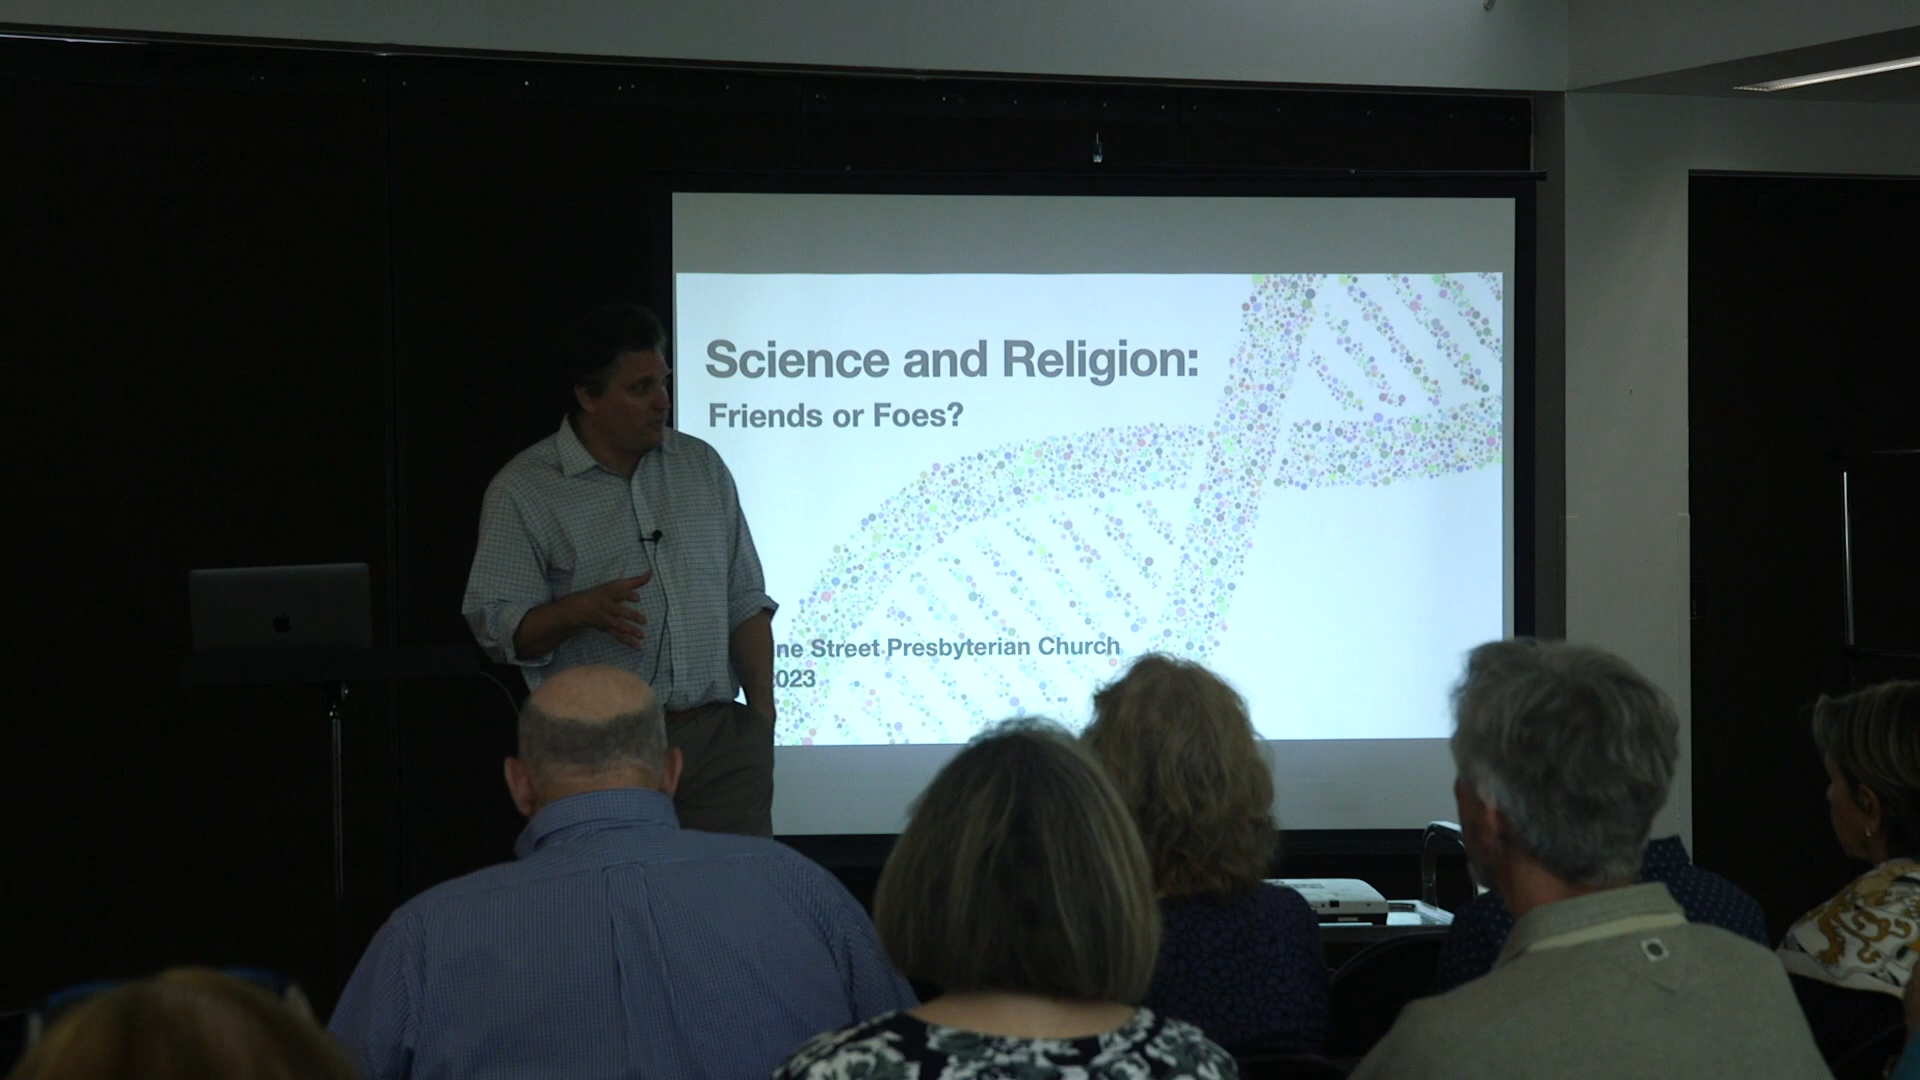 Science and Religion:
Friends or Foes?
ne Street Presbyterian Church
023